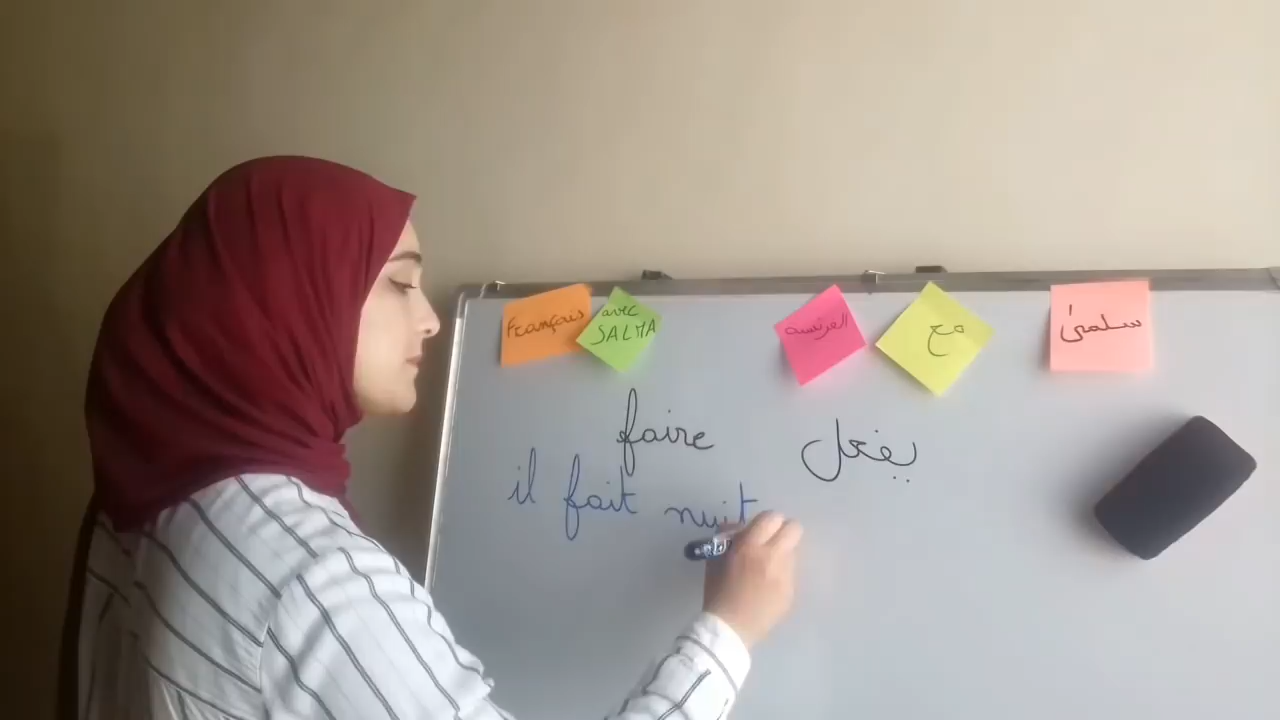 Français
avec
SALMA
الفرنسية
مع
سلمى
faire يفعل
il fait nuit